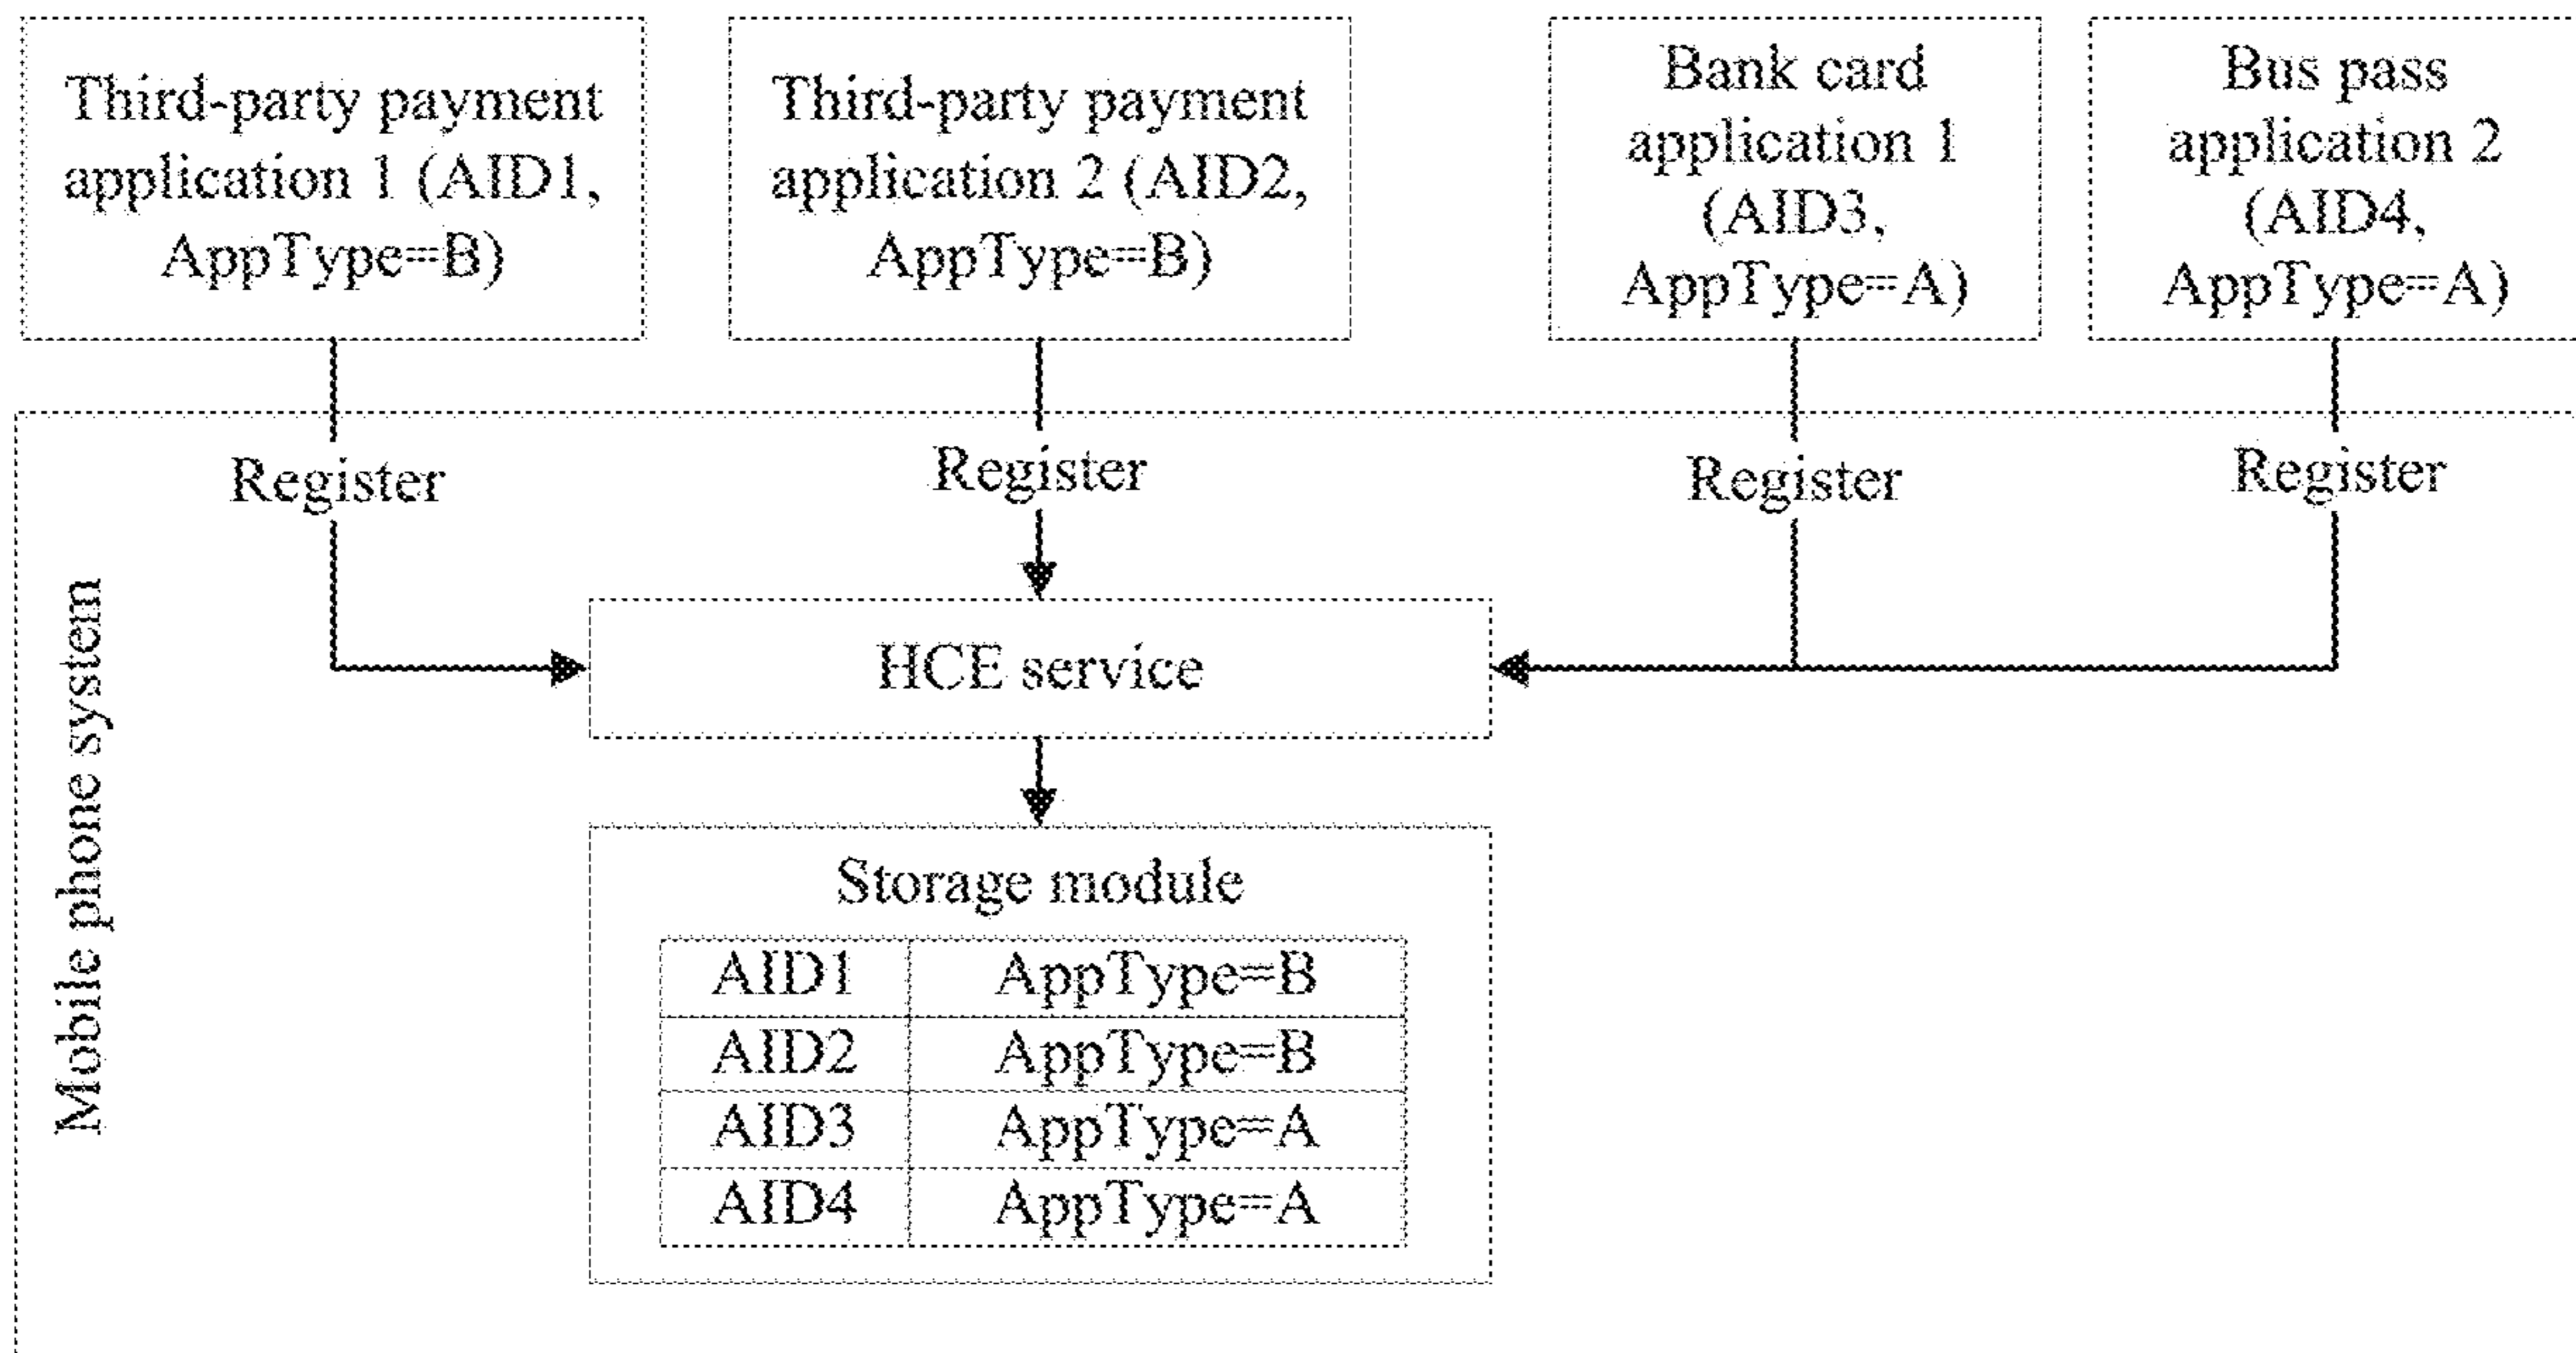 Third-party payment
application 1 (AID1,
AppType=B)
Third-party payment
application 2 (AID2,
AppType=B)
Bank card
application 1
(AID3,
AppType=A)
Bus pass
application 2
(AID4,
AppType=A)
Register
Register
Register
Register
Mobile phone system
HCE service
Storage module
AID1 AppType=B
AID2 AppType=B
AID3 AppType=A
AID4 AppType=A